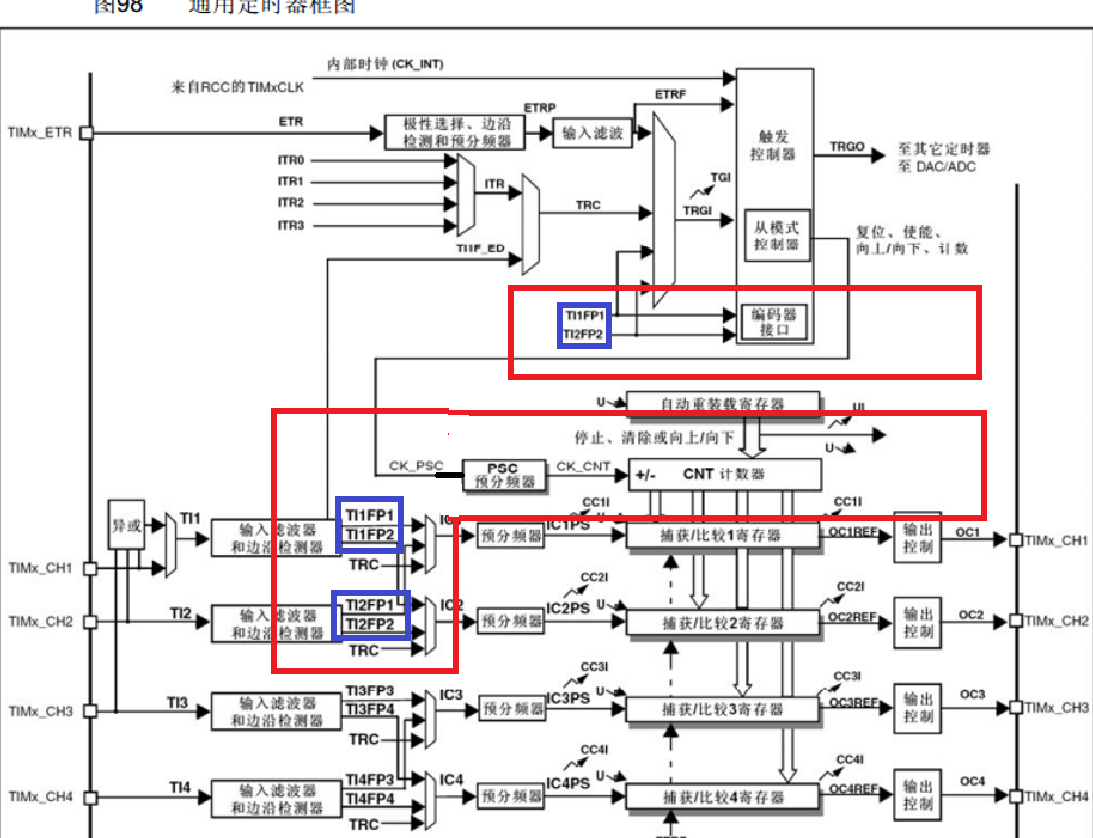 图98 通用定时器框图
内部时钟 (CK_INT)
来自RCC的TIMxCLK
ETRF
ETRP
TIMx_ETR
ETR
极性选择、边沿
检测和预分频器
输入滤波
触发
控制器
TRGO
至其它定时器
至 DAC/ADC
ITR0
ITR1
ITR2
ITR3
ITR
TRC
TGI
TRGI
TI1F_ED
从模式
控制器
复位、使能、
向上/向下、计数
TI1FP1
TI2FP2
编码器
接口
U
自动重装载寄存器
UI
停止、清除或向上/向下
U
CK_PSC
PSC
预分频器
CK_CNT
+/-
CNT 计数器
异或
TI1
输入滤波器
和边沿检测器
TI1FP1
TI1FP2
TRC
预分频器
IC1PS
CC1I
U
捕获/比较1寄存器
CC1I
OC1REF
输出
控制
OC1
TIMx_CH1
TIMx_CH1
TIMx_CH2
TI2
输入滤波器
和边沿检测器
TI2FP1
TI2FP2
TRC
IC2
预分频器
IC2PS
CC2I
U
捕获/比较2寄存器
CC2I
OC2REF
输出
控制
OC2
TIMx_CH2
TIMx_CH3
TI3
输入滤波器
和边沿检测器
TI3FP3
TI3FP4
TRC
IC3
预分频器
IC3PS
CC3I
U
捕获/比较3寄存器
CC3I
OC3REF
输出
控制
OC3
TIMx_CH3
TIMx_CH4
TI4
输入滤波器
和边沿检测器
TI4FP3
TI4FP4
TRC
IC4
预分频器
IC4PS
CC4I
U
捕获/比较4寄存器
CC4I
OC4REF
输出
控制
OC4
TIMx_CH4